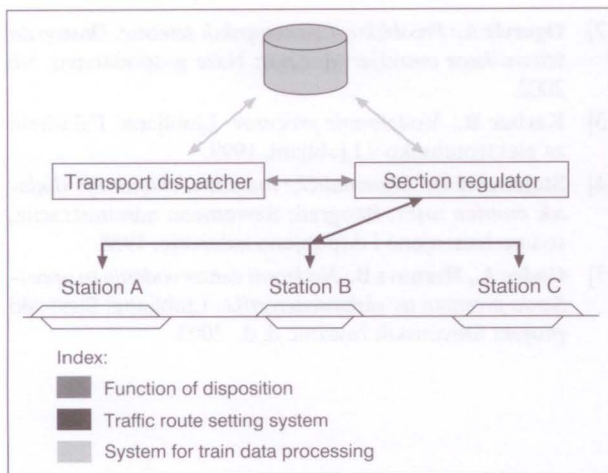 Transport dispatcher
Section regulator
Station A
Station B
Station C
Index:
Function of disposition
Traffic route setting system
System for train data processing